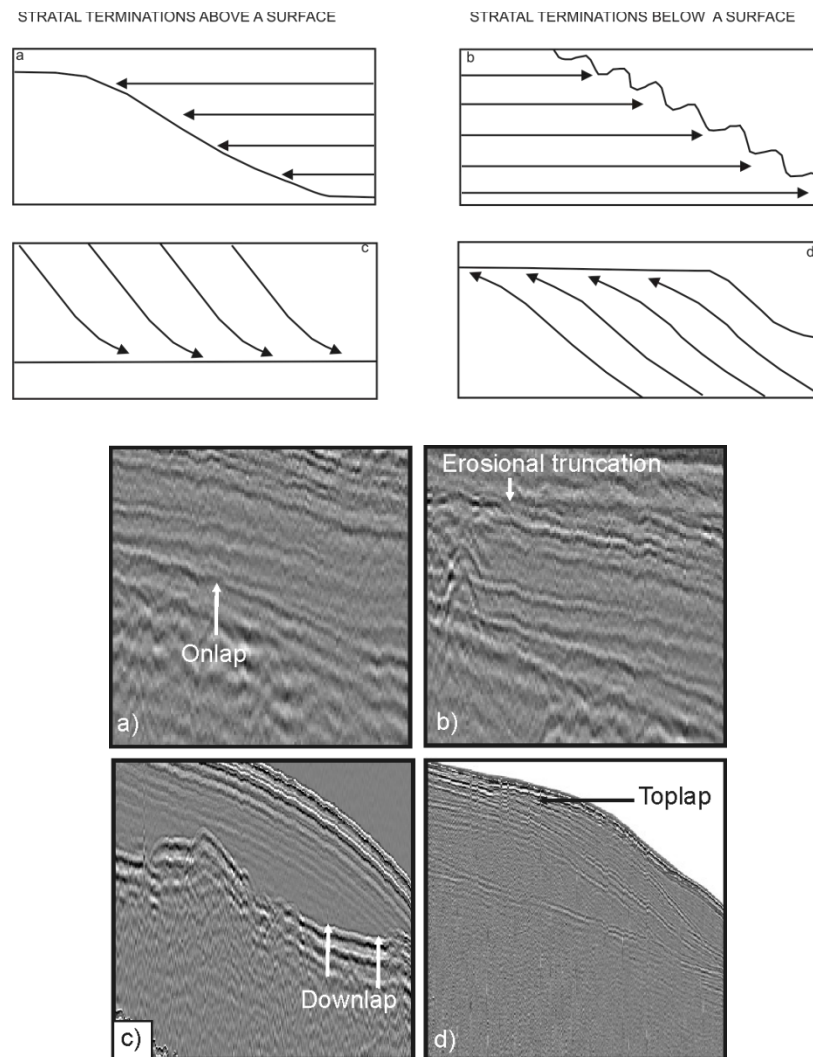 STRATAL TERMINATIONS ABOVE A SURFACE
STRATAL TERMINATIONS BELOW A SURFACE
a
b
c
d
Erosional truncation
Onlap
a)
b)
Toplap
Downlap
c)
d)